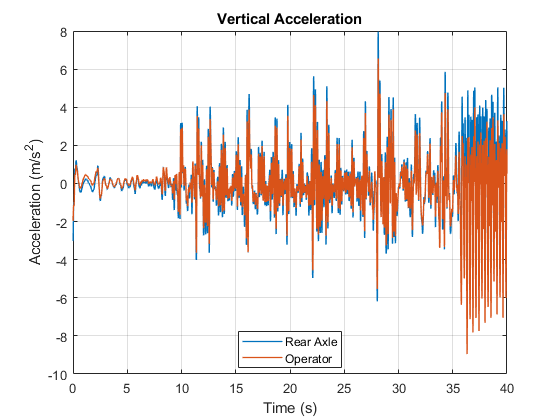 Vertical Acceleration
Acceleration (m/s2)
8
6
4
2
0
-2
-4
-6
-8
-10
Rear Axle
Operator
0 5 10 15 20 25 30 35 40
Time (s)